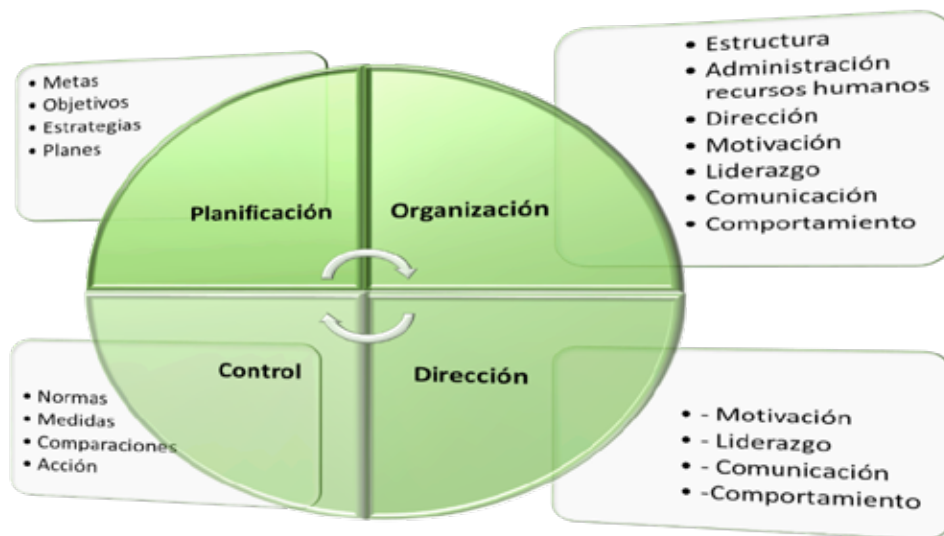 • Metas
• Objetivos
• Estrategias
• Planes
Planificación
• Estructura
• Administración
recursos humanos
• Dirección
• Motivación
• Liderazgo
• Comunicación
• Comportamiento
Organización
• Normas
• Medidas
• Comparaciones
• Acción
Control
Dirección
• - Motivación
• - Liderazgo
• - Comunicación
• -Comportamiento